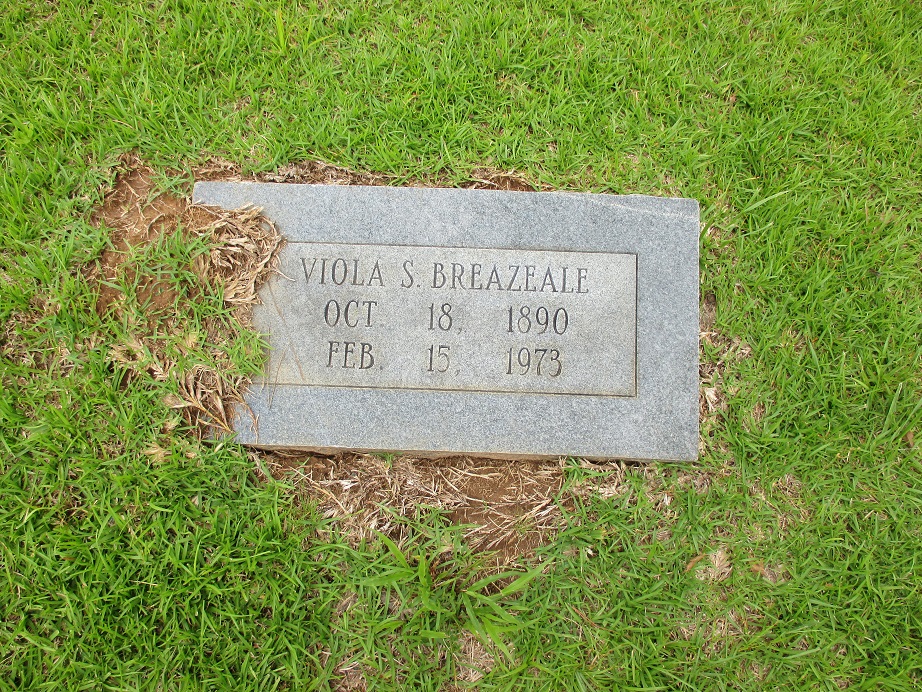 VIOLA S. BREAZEALE
OCT. 18, 1890
FEB. 15, 1973